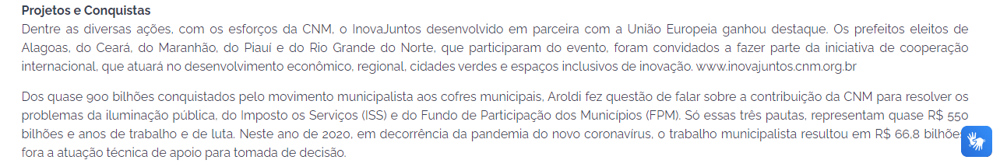 Projetos e Conquistas
Dentre as diversas ações, com os esforços da CNM, o InovaJuntos desenvolvido em parceira com a União Europeia ganhou destaque. Os prefeitos eleitos de
Alagoas, do Ceará, do Maranhão, do Piauí e do Rio Grande do Norte, que participaram do evento, foram convidados a fazer parte da iniciativa de cooperação
internacional, que atuará no desenvolvimento econômico, regional, cidades verdes e espaços inclusivos de inovação. www.inovajuntos.cnm.org.br
Dos quase 900 bilhões conquistados pelo movimento municipalista aos cofres municipais, Aroldi fez questão de falar sobre a contribuição da CNM para resolver os
problemas da iluminação pública, do Imposto os Serviços (ISS) e do Fundo de Participação dos Municípios (FPM). Só essas três pautas, representam quase R$ 550
bilhões e anos de trabalho e de luta. Neste ano de 2020, em decorrência da pandemia do novo coronavírus, o trabalho municipalista resultou em R$ 66,8 bilhões
fora a atuação técnica de apoio para tomada de decisão.